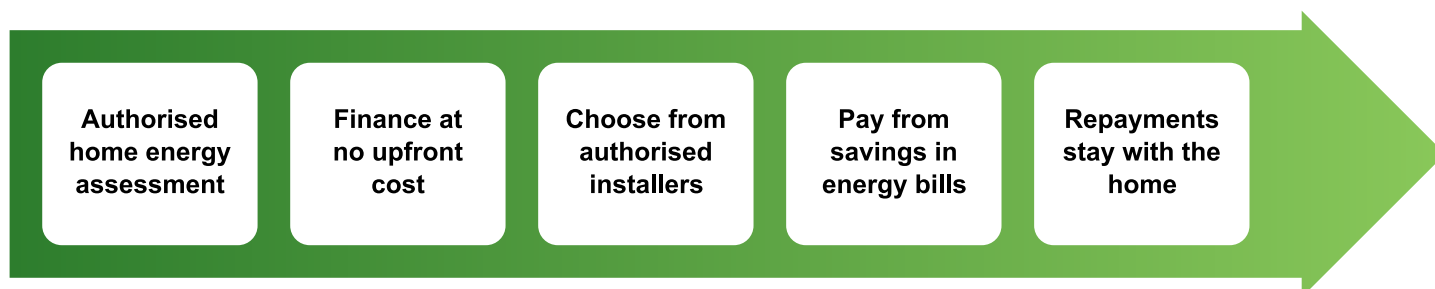 Authorised
home energy
assessment
Finance at
no upfront
cost
Choose from
authorised
installers
Pay from
savings in
energy bills
Repayments
stay with the
home